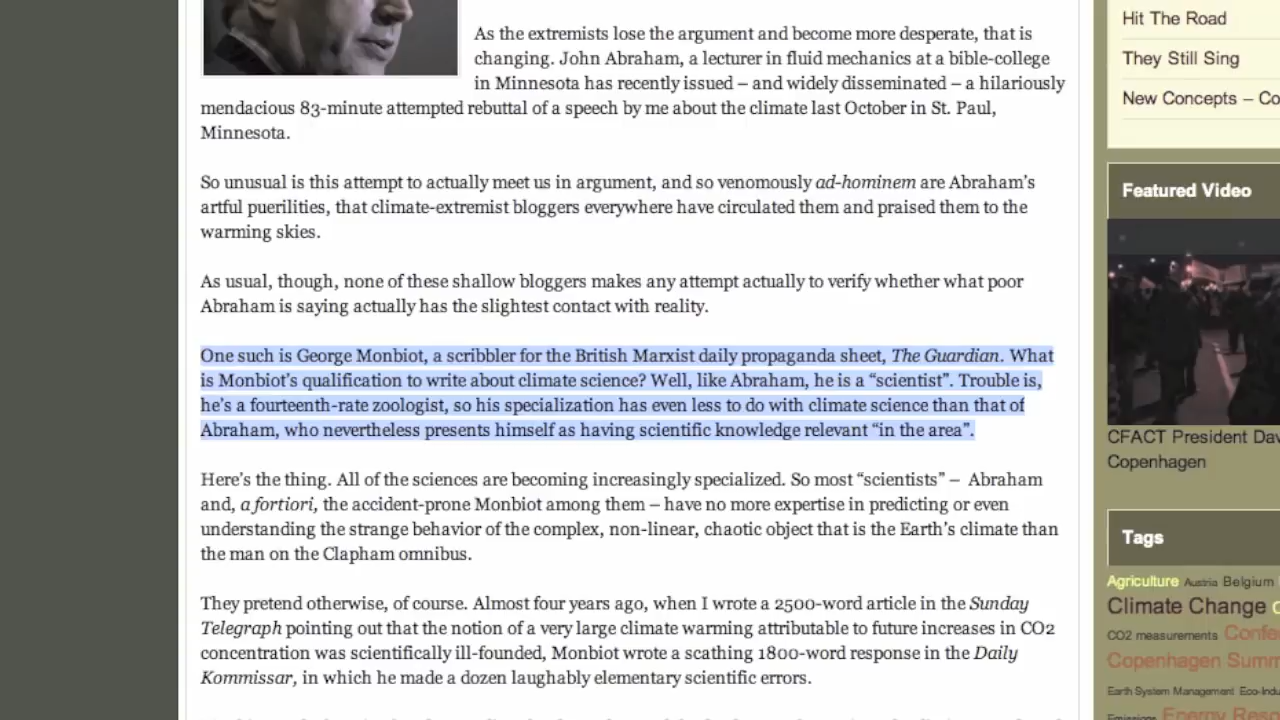 As the extremists lose the argument and become more desperate, that is
changing. John Abraham, a lecturer in fluid mechanics at a bible-college
in Minnesota has recently issued – and widely disseminated – a hilariously
mendacious 83-minute attempted rebuttal of a speech by me about the climate last October in St. Paul,
Minnesota.
So unusual is this attempt to actually meet us in argument, and so venomously ad-hominem are Abraham's
artful puerilities, that climate-extremist bloggers everywhere have circulated them and praised them to the
warming skies.
As usual, though, none of these shallow bloggers makes any attempt actually to verify whether what poor
Abraham is saying actually has the slightest contact with reality.
One such is George Monbiot, a scribbler for the British Marxist daily propaganda sheet, The Guardian. What
is Monbiot's qualification to write about climate science? Well, like Abraham, he is a “scientist”. Trouble is,
he's a fourteenth-rate zoologist, so his specialization has even less to do with climate science than that of
Abraham, who nevertheless presents himself as having scientific knowledge relevant “in the area”.
Here's the thing. All of the sciences are becoming increasingly specialized. So most “scientists” – Abraham
and, a fortiori, the accident-prone Monbiot among them – have no more expertise in predicting or even
understanding the strange behavior of the complex, non-linear, chaotic object that is the Earth's climate than
the man on the Clapham omnibus.
They pretend otherwise, of course. Almost four years ago, when I wrote a 2500-word article in the Sunday
Telegraph pointing out that the notion of a very large climate warming attributable to future increases in CO2
concentration was scientifically ill-founded, Monbiot wrote a scathing 1800-word response in the Daily
Kommissar, in which he made a dozen laughably elementary scientific errors.
Hit The Road
They Still Sing
New Concepts – Co
Featured Video
CFACT President Dav
Copenhagen
Tags
Agriculture Austria Belgium
Climate Change
CO2 measurements Confe
Copenhagen Summ
Earth System Management Eco-Indu
Emissions Energy Reso